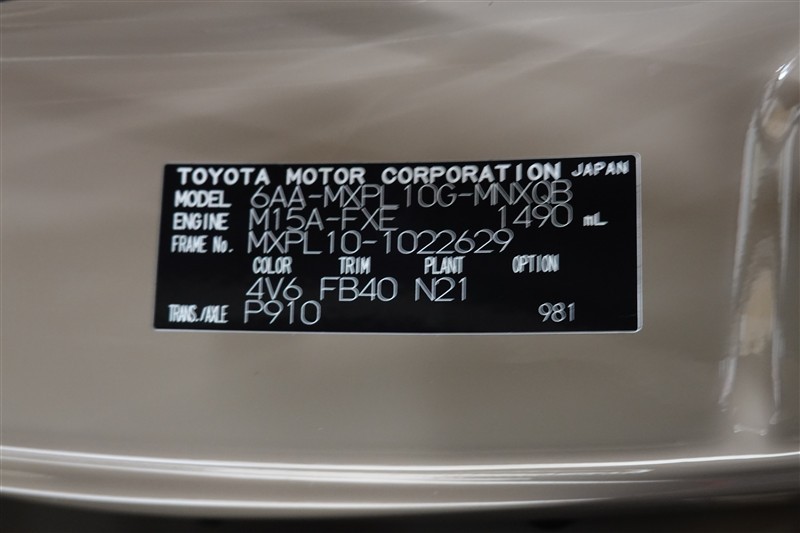 TOYOTA MOTOR CORPORATION JAPAN
MODEL 6AA-MXPL10G-MNXQB
ENGINE M15A-FXE 1490 mL
FRAME No. MXPL10-1022629
COLOR TRIM PLANT OPTION
4V6 FB40 N21
TRANS./AXLE P910 981